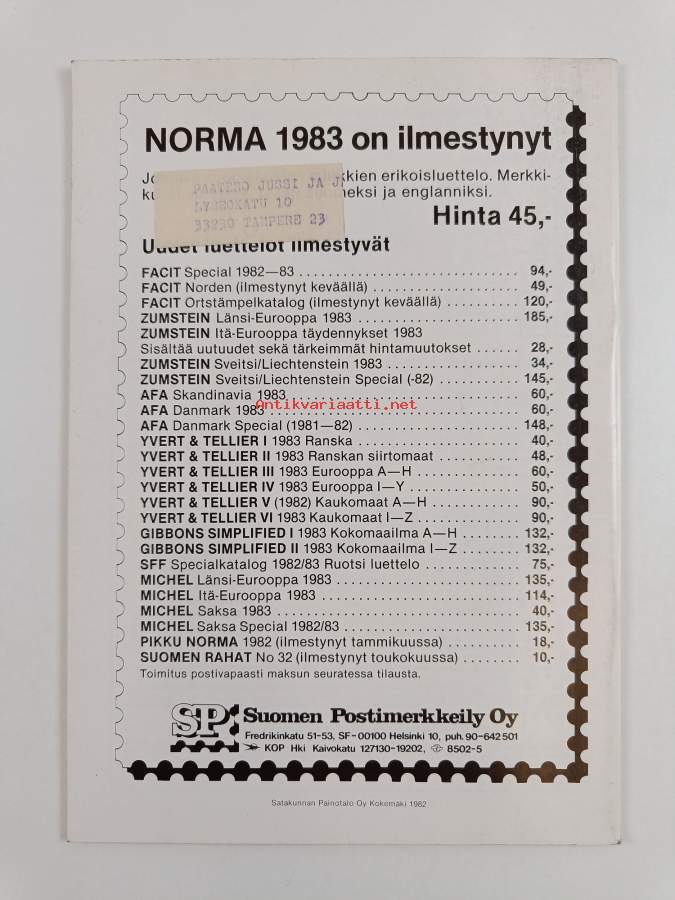 NORMA 1983 on ilmestynyt
kkien erikoisluettelo. Merkki-
meksi ja englanniksi.
PAATERO JUSSI JA
33230 TAMPERE 23
Hinta 45,-
Uudet luettelot ilmestyvät
FACIT Special 1982—83 .............................. 94,-
FACIT Norden (ilmestynyt keväällä) .................... 49,-
FACIT Ortstämpelkatalog (ilmestynyt keväällä) .......... 120,-
ZUMSTEIN Länsi-Eurooppa 1983 ...................... 185,-
ZUMSTEIN Itä-Eurooppa täydennykset 1983
Sisältää uutuudet sekä tärkeimmät hintamuutokset ...... 28,-
ZUMSTEIN Sveitsi/Liechtenstein 1983 .................. 34,-
ZUMSTEIN Sveitsi/Liechtenstein Special (-82) ........... 145,-
AFA Skandinavia 1983 ................................ 60,-
Antikvariaatti.net
AFA Danmark 1983 ................................... 60,-
AFA Danmark Special (1981—82) ...................... 148,-
YVERT & TELLIER I 1983 Ranska ....................... 40,-
YVERT & TELLIER II 1983 Ranskan siirtomaat ........... 48,-
YVERT & TELLIER III 1983 Eurooppa A—H .............. 60,-
YVERT & TELLIER IV 1983 Eurooppa I—Y ............... 50,-
YVERT & TELLIER V (1982) Kaukomaat A—H ............ 90,-
YVERT & TELLIER VI 1983 Kaukomaat I—Z .............. 90,-
GIBBONS SIMPLIFIED I 1983 Kokomaailma A—H ........ 132,-
GIBBONS SIMPLIFIED II 1983 Kokomaailma I—Z ........ 132,-
SFF Specialkatalog 1982/83 Ruotsi luettelo ............. 75,-
MICHEL Länsi-Eurooppa 1983 ......................... 135,-
MICHEL Itä-Eurooppa 1983 ........................... 114,-
MICHEL Saksa 1983 ................................. 40,-
MICHEL Saksa Special 1982/83 ........................ 135,-
PIKKU NORMA 1982 (ilmestynyt tammikuussa) .......... 18,-
SUOMEN RAHAT No 32 (ilmestynyt toukokuussa) ........ 10,-
Toimitus postivapaasti maksun seuratessa tilausta.
SP Suomen Postimerkkeily Oy
Fredrikinkatu 51-53, SF-00100 Helsinki 10, puh. 90-642 501
KOP Hki Kaivokatu 127130-19202, 8502-5
Satakunnan Painotalo Oy Kokemäki 1982